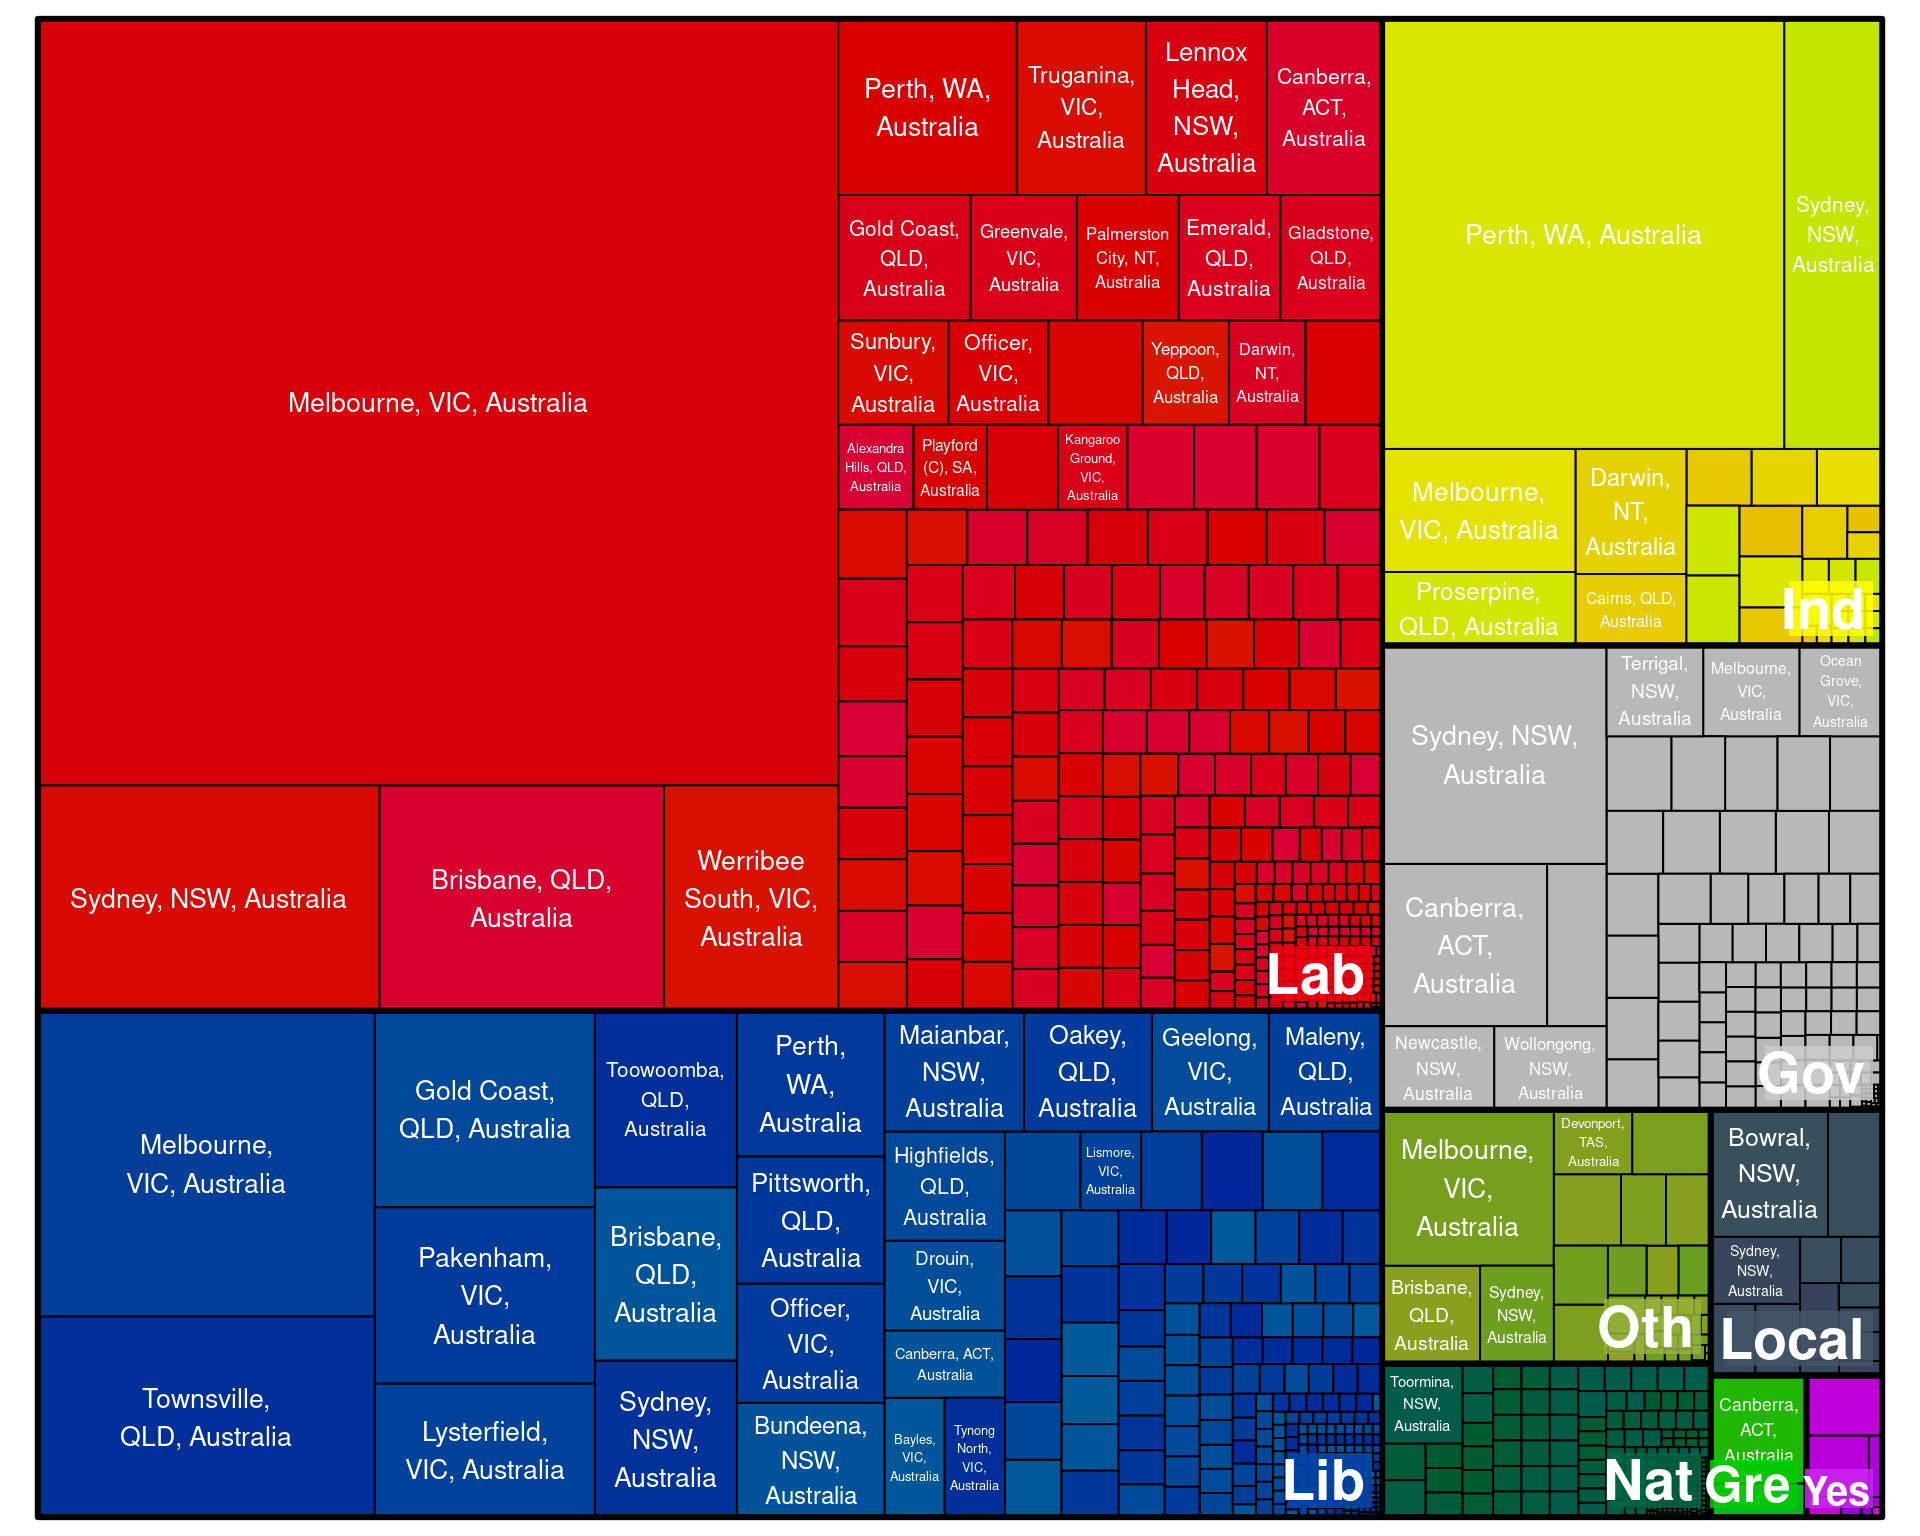 Melbourne, VIC, Australia
Sydney, NSW, Australia
Brisbane, QLD,
Australia
Werribee
South, VIC,
Australia
Perth, WA,
Australia
Truganina,
VIC,
Australia
Lennox
Head,
NSW,
Australia
Canberra,
ACT,
Australia
Gold Coast,
QLD,
Australia
Greenvale,
VIC,
Australia
Palmerston
City, NT,
Australia
Emerald,
QLD,
Australia
Gladstone,
QLD,
Australia
Sunbury,
VIC,
Australia
Officer,
VIC,
Australia
Yeppoon,
QLD,
Australia
Darwin,
NT,
Australia
Alexandra
Hills, QLD,
Australia
Playford
(C), SA,
Australia
Kangaroo
Ground,
VIC,
Australia
Lab
Perth, WA, Australia
Sydney,
NSW,
Australia
Melbourne,
VIC, Australia
Darwin,
NT,
Australia
Proserpine,
QLD, Australia
Cairns, QLD,
Australia
Ind
Sydney, NSW,
Australia
Terrigal,
NSW,
Australia
Melbourne,
VIC,
Australia
Ocean
Grove,
VIC,
Australia
Canberra,
ACT,
Australia
Newcastle,
NSW,
Australia
Wollongong,
NSW,
Australia
Gov
Melbourne,
VIC, Australia
Townsville,
QLD, Australia
Gold Coast,
QLD, Australia
Pakenham,
VIC,
Australia
Lysterfield,
VIC, Australia
Toowoomba,
QLD,
Australia
Brisbane,
QLD,
Australia
Sydney,
NSW,
Australia
Perth,
WA,
Australia
Pittsworth,
QLD,
Australia
Officer,
VIC,
Australia
Bundeena,
NSW,
Australia
Maianbar,
NSW,
Australia
Oakey,
QLD,
Australia
Geelong,
VIC,
Australia
Maleny,
QLD,
Australia
Highfields,
QLD,
Australia
Lismore,
VIC,
Australia
Drouin,
VIC,
Australia
Canberra, ACT,
Australia
Bayles,
VIC,
Australia
Tynong
North,
VIC,
Australia
Lib
Melbourne,
VIC,
Australia
Devonport,
TAS,
Australia
Brisbane,
QLD,
Australia
Sydney,
NSW,
Australia
Oth
Bowral,
NSW,
Australia
Sydney,
NSW,
Australia
Local
Toormina,
NSW,
Australia
Nat
Canberra,
ACT,
Australia
Gre
Yes